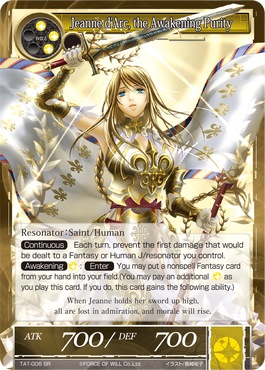 Jeanne d'Arc, the Awakening Purity
WILL
Resonator : Saint/Human
Continuous Each turn, prevent the first damage that would
be dealt to a Fantasy or Human J/resonator you control.
Awakening : Enter You may put a nonspell Fantasy card
from your hand into your field.(You may pay an additional as
you play this card. If you do, this card gains the following ability.)
When Jeanne holds her sword up high,
all are lost in admiration, and morale will rise.
ATK 700 / DEF 700
TAT-006 SR ©FORCE OF WILL Co.,Ltd.